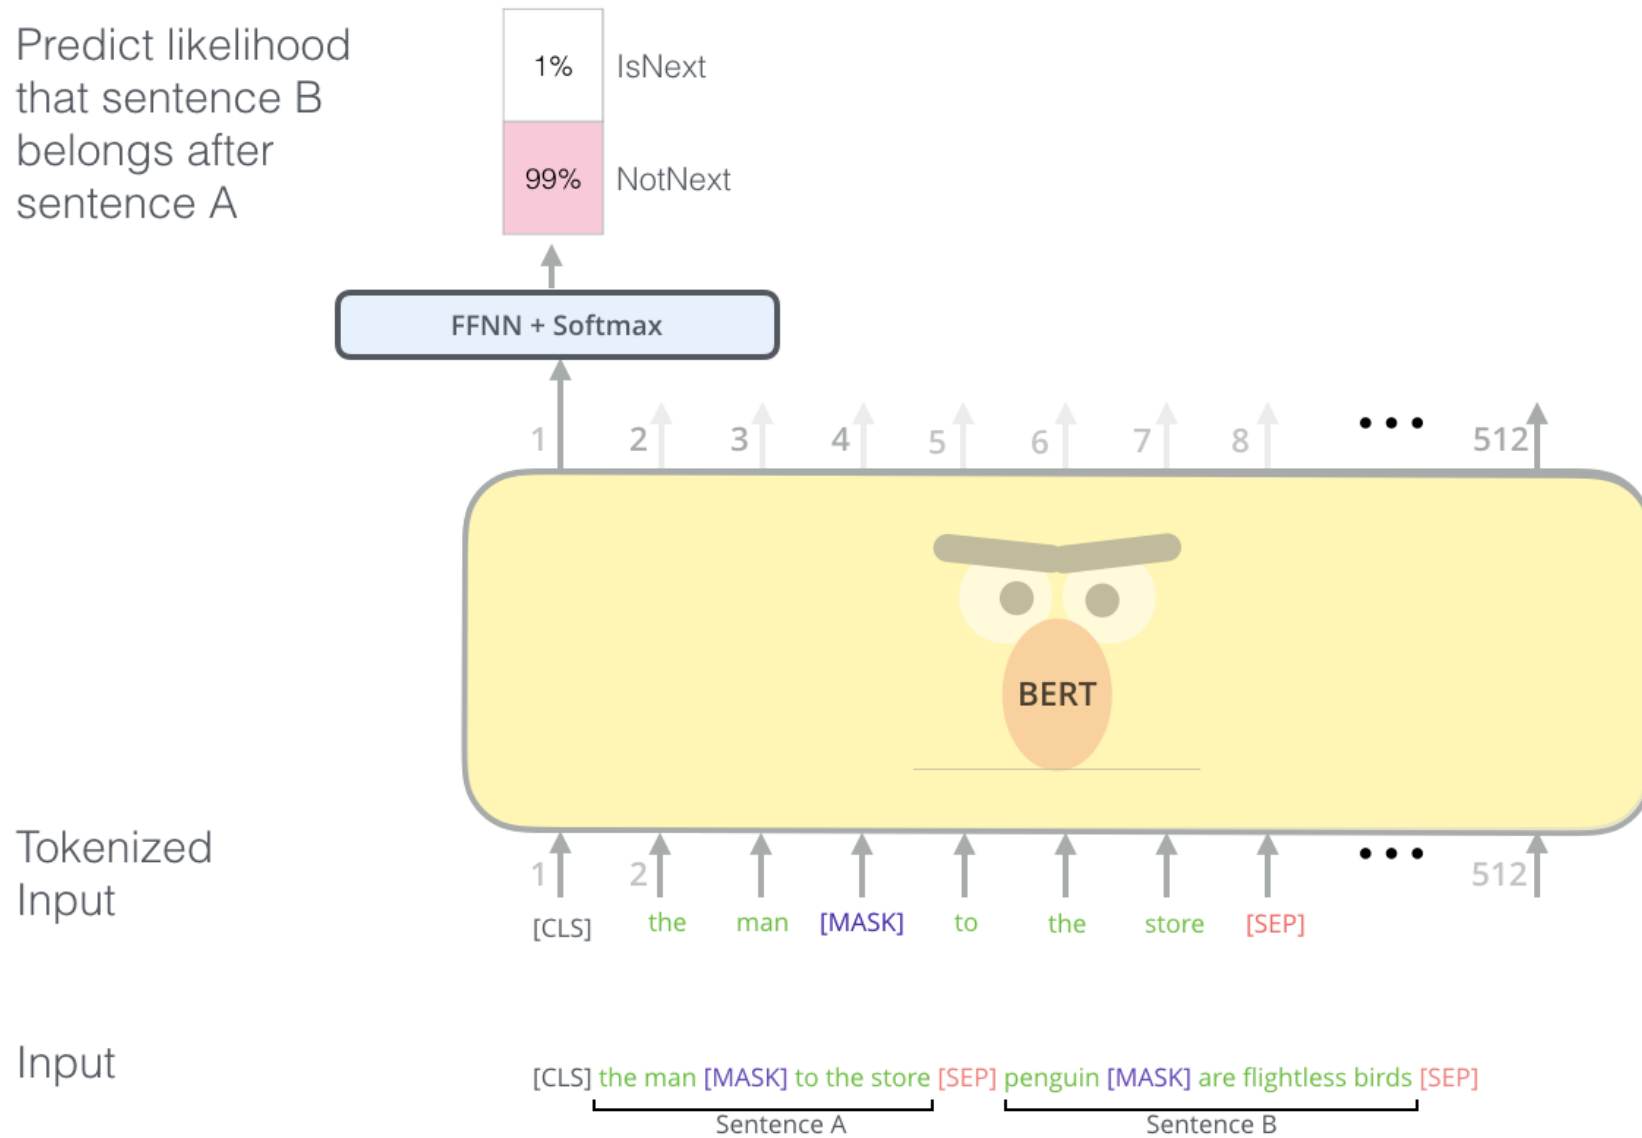 Predict likelihood
that sentence B
belongs after
sentence A
1% IsNext
99% NotNext
FFNN + Softmax
1 2 3 4 5 6 7 8 ••• 512
BERT
Tokenized
Input
1 2 ••• 512
[CLS] the man [MASK] to the store [SEP]
Input
[CLS] the man [MASK] to the store [SEP] penguin [MASK] are flightless birds [SEP]
Sentence A Sentence B